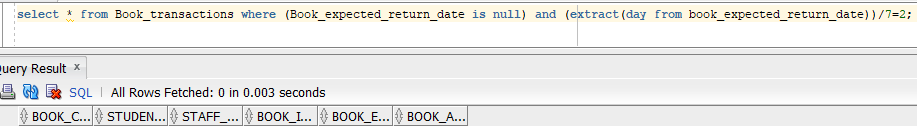 select * from Book_transactions where (Book_expected_return_date is null) and (extract(day from book_expected_return_date))/7=2;
Query Result x
SQL | All Rows Fetched: 0 in 0.003 seconds
BOOK_C... STUDEN... STAFF_... BOOK_I... BOOK_E... BOOK_A...